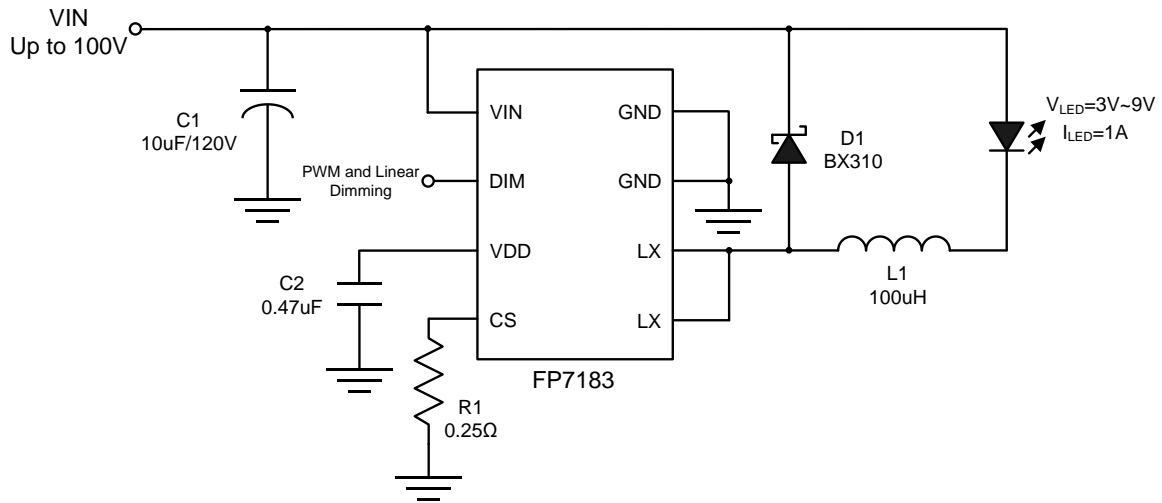 VIN
Up to 100V
C1
10uF/120V
PWM and Linear
Dimming
C2
0.47uF
R1
0.25Ω
VIN
DIM
VDD
CS
GND
GND
LX
LX
FP7183
D1
BX310
L1
100uH
VLED=3V~9V
ILED=1A